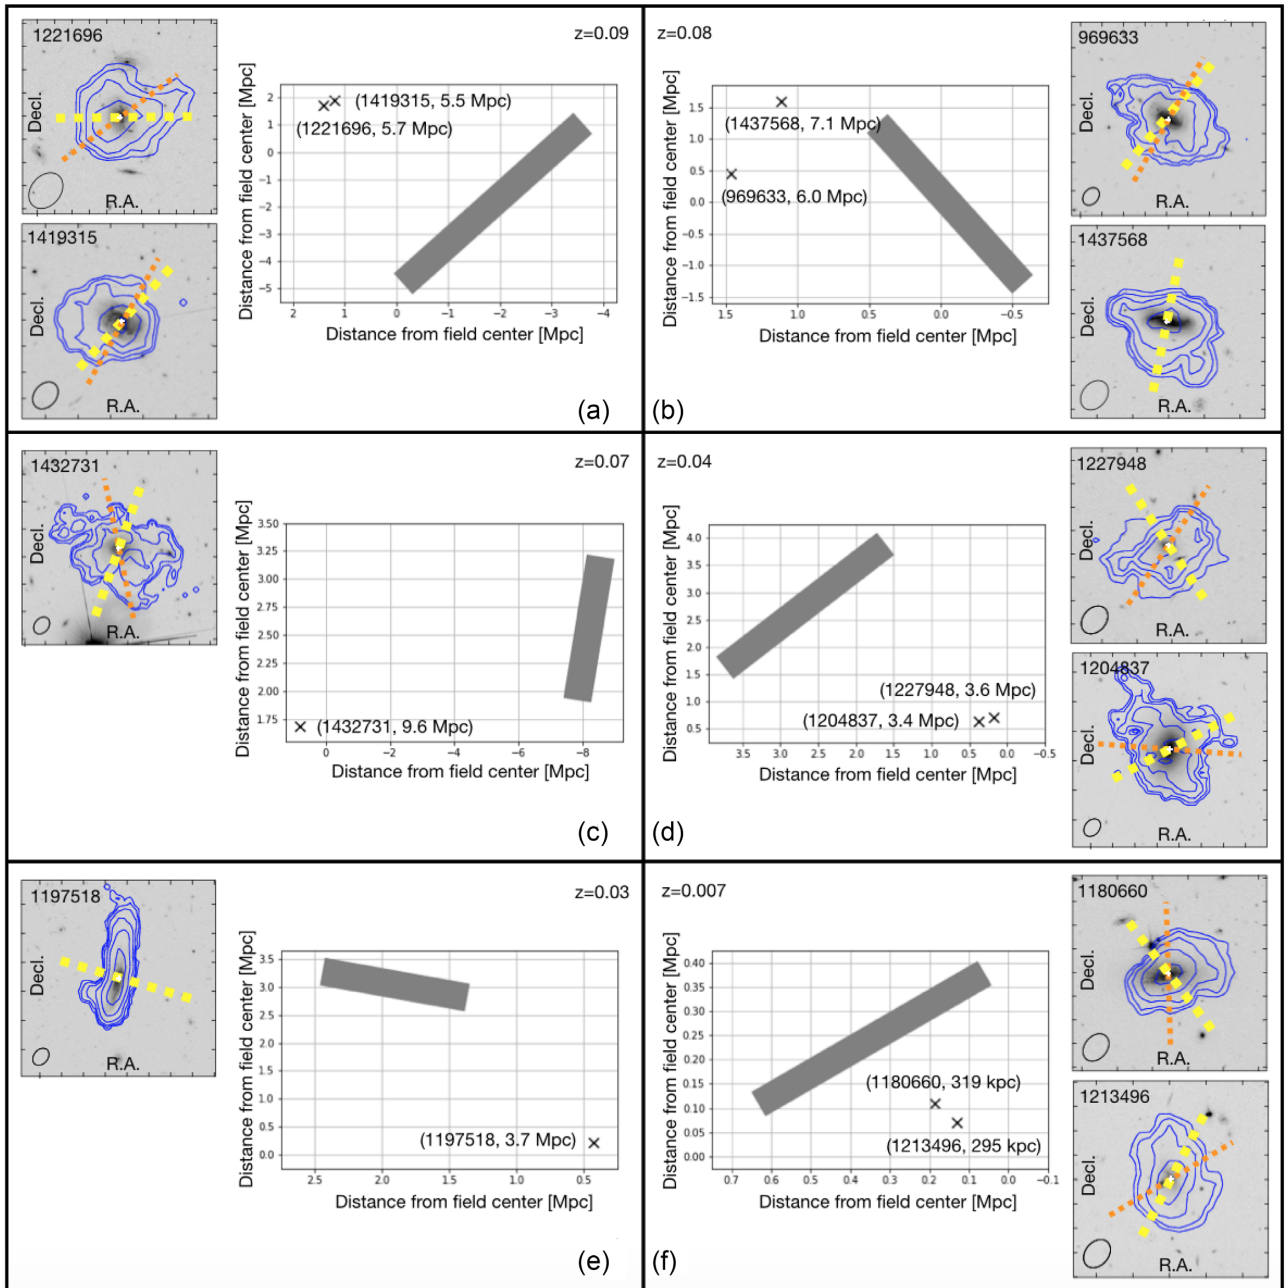 1221696
Decl.
R.A.
1419315
Decl.
R.A.
z=0.09
Distance from field center [Mpc]
2
1
0
−1
−2
−3
−4
−5
(1419315, 5.5 Mpc)
(1221696, 5.7 Mpc)
2 1 0 −1 −2 −3 −4
Distance from field center [Mpc]
(a)
z=0.08
Distance from field center [Mpc]
1.5
1.0
0.5
0.0
−0.5
−1.0
−1.5
(1437568, 7.1 Mpc)
(969633, 6.0 Mpc)
1.5 1.0 0.5 0.0 −0.5
Distance from field center [Mpc]
(b)
969633
Decl.
R.A.
1437568
Decl.
R.A.
1432731
Decl.
R.A.
z=0.07
Distance from field center [Mpc]
3.50
3.25
3.00
2.75
2.50
2.25
2.00
1.75
(1432731, 9.6 Mpc)
0 −2 −4 −6 −8
Distance from field center [Mpc]
(c)
z=0.04
Distance from field center [Mpc]
4.0
3.5
3.0
2.5
2.0
1.5
1.0
0.5
(1227948, 3.6 Mpc)
(1204837, 3.4 Mpc)
3.5 3.0 2.5 2.0 1.5 1.0 0.5 0.0 −0.5
Distance from field center [Mpc]
(d)
1227948
Decl.
R.A.
1204837
Decl.
R.A.
1197518
Decl.
R.A.
z=0.03
Distance from field center [Mpc]
3.5
3.0
2.5
2.0
1.5
1.0
0.5
0.0
(1197518, 3.7 Mpc)
2.5 2.0 1.5 1.0 0.5
Distance from field center [Mpc]
(e)
z=0.007
Distance from field center [Mpc]
0.40
0.35
0.30
0.25
0.20
0.15
0.10
0.05
0.00
(1180660, 319 kpc)
(1213496, 295 kpc)
0.7 0.6 0.5 0.4 0.3 0.2 0.1 0.0 −0.1
Distance from field center [Mpc]
(f)
1180660
Decl.
R.A.
1213496
Decl.
R.A.